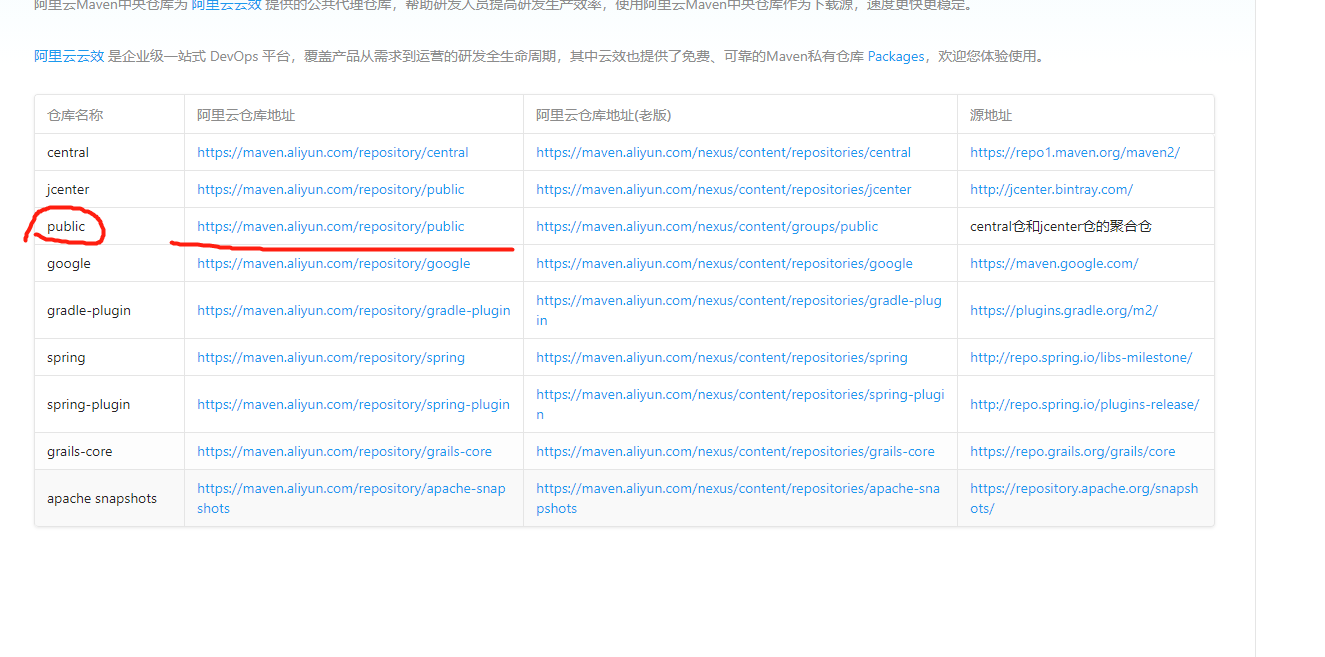 阿里云Maven中央仓库为 阿里云云效 提供的公共代理仓库，帮助研发人员提高研发生产效率，使用阿里云Maven中央仓库作为下载源，速度更快更稳定。
阿里云云效 是企业级一站式 DevOps 平台，覆盖产品从需求到运营的研发全生命周期，其中云效也提供了免费、可靠的Maven私有仓库 Packages，欢迎您体验使用。
仓库名称 阿里云仓库地址 阿里云仓库地址(老版) 源地址
central https://maven.aliyun.com/repository/central https://maven.aliyun.com/nexus/content/repositories/central https://repo1.maven.org/maven2/
jcenter https://maven.aliyun.com/repository/public https://maven.aliyun.com/nexus/content/repositories/jcenter http://jcenter.bintray.com/
public https://maven.aliyun.com/repository/public https://maven.aliyun.com/nexus/content/groups/public central仓和jcenter仓的聚合仓
google https://maven.aliyun.com/repository/google https://maven.aliyun.com/nexus/content/repositories/google https://maven.google.com/
gradle-plugin https://maven.aliyun.com/repository/gradle-plugin https://maven.aliyun.com/nexus/content/repositories/gradle-plug
in https://plugins.gradle.org/m2/
spring https://maven.aliyun.com/repository/spring https://maven.aliyun.com/nexus/content/repositories/spring http://repo.spring.io/libs-milestone/
spring-plugin https://maven.aliyun.com/repository/spring-plugin https://maven.aliyun.com/nexus/content/repositories/spring-plugi
n http://repo.spring.io/plugins-release/
grails-core https://maven.aliyun.com/repository/grails-core https://maven.aliyun.com/nexus/content/repositories/grails-core https://repo.grails.org/grails/core
apache snapshots https://maven.aliyun.com/repository/apache-snap
shots https://maven.aliyun.com/nexus/content/repositories/apache-sna
pshots https://repository.apache.org/snapsh
ots/